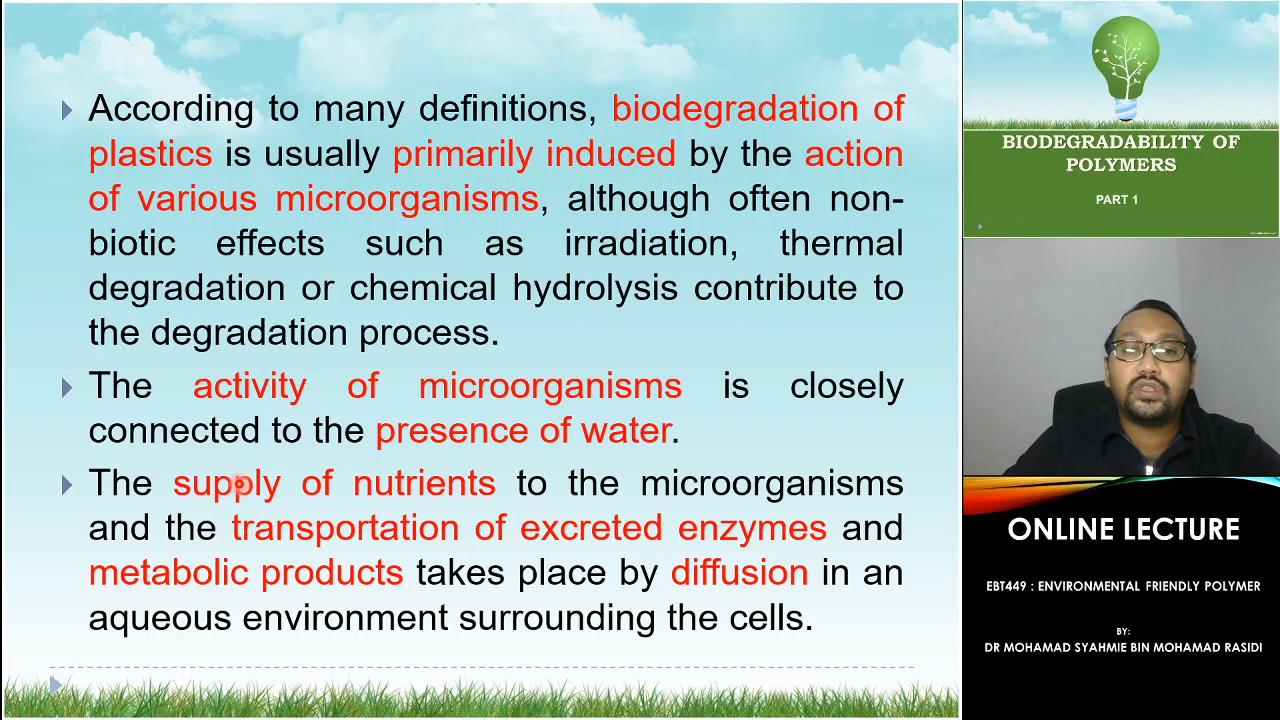 According to many definitions, biodegradation of
plastics is usually primarily induced by the action
of various microorganisms, although often non-
biotic effects such as irradiation, thermal
degradation or chemical hydrolysis contribute to
the degradation process.
The activity of microorganisms is closely
connected to the presence of water.
The supply of nutrients to the microorganisms
and the transportation of excreted enzymes and
metabolic products takes place by diffusion in an
aqueous environment surrounding the cells.
BIODEGRADABILITY OF
POLYMERS
PART 1
ONLINE LECTURE
EBT449 : ENVIRONMENTAL FRIENDLY POLYMER
BY:
DR MOHAMAD SYAHMIE BIN MOHAMAD RASIDI